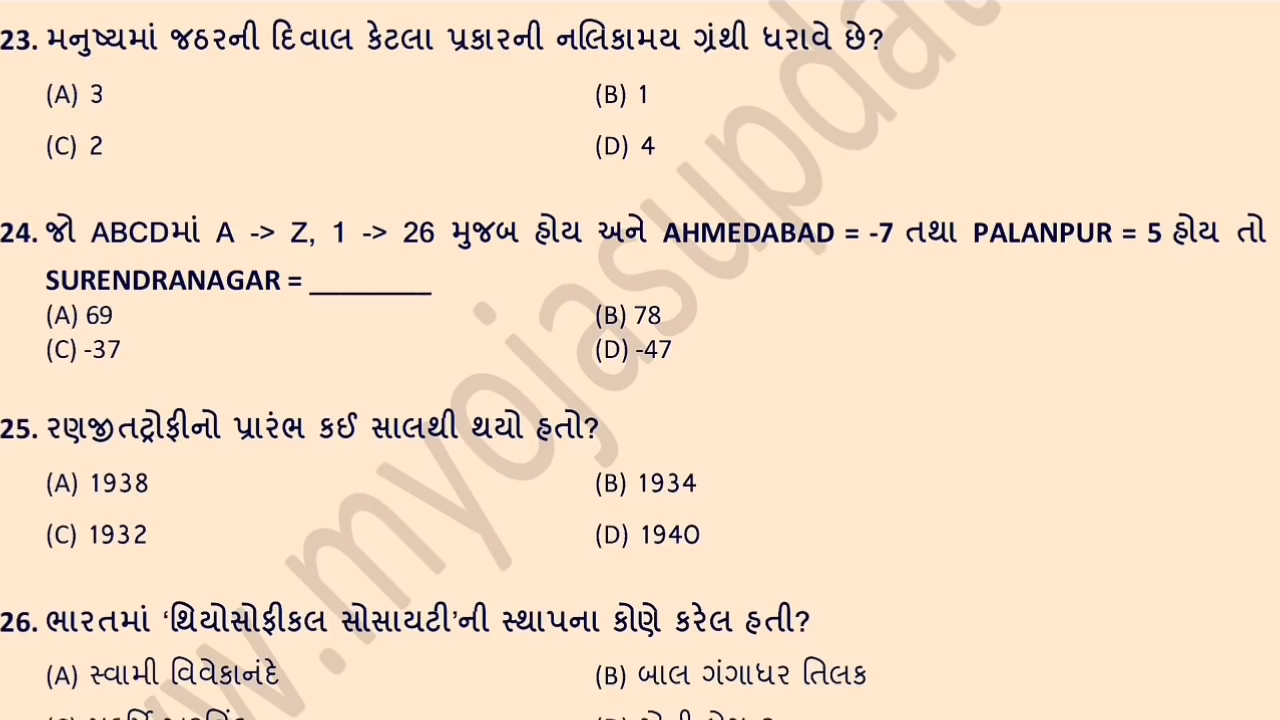 23. મનુષ્યમાં જઠરની દિવાલ કેટલા પ્રકારની નલિકામય ગ્રંથી ધરાવે છે?
(A) 3 (B) 1
(C) 2 (D) 4
24. જો ABCDમાં A -> Z, 1 -> 26 મુજબ હોય અને AHMEDABAD = -7 તથા PALANPUR = 5 હોય તો
SURENDRANAGAR = ________
(A) 69 (B) 78
(C) -37 (D) -47
25. રણજીતટ્રોફીનો પ્રારંભ કઈ સાલથી થયો હતો?
(A) 1938 (B) 1934
(C) 1932 (D) 1940
26. ભારતમાં ‘થિયોસોફીકલ સોસાયટી’ની સ્થાપના કોણે કરેલ હતી?
(A) સ્વામી વિવેકાનંદે (B) બાલ ગંગાધર તિલક
w.myojasupdat